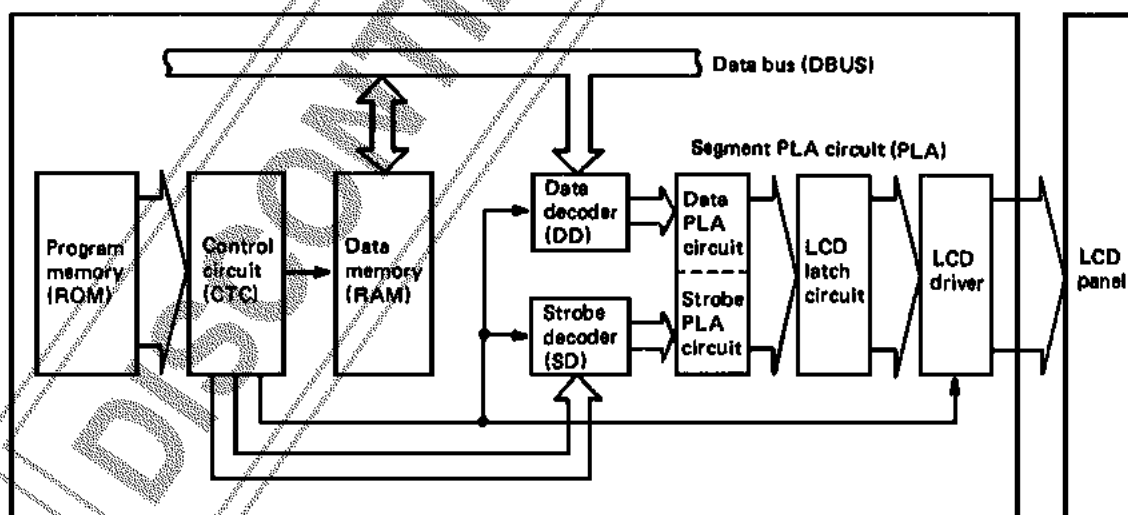 Data bus (DBUS)
Segment PLA circuit (PLA)
Program
memory
(ROM)
Control
circuit
(CTC)
Data
memory
(RAM)
Data
decoder
(DD)
Strobe
decoder
(SD)
Data
PLA
circuit
Strobe
PLA
circuit
LCD
latch
circuit
LCD
driver
LCD
panel